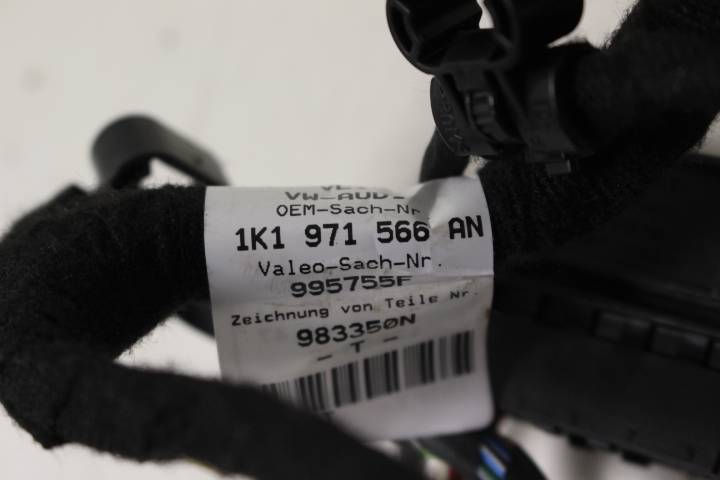 VW-AUDI
OEM-Sach-Nr
1K1 971 566 AN
Valeo-Sach-Nr.
995755F
Zeichnung von Teile Nr.
983350N
- T -